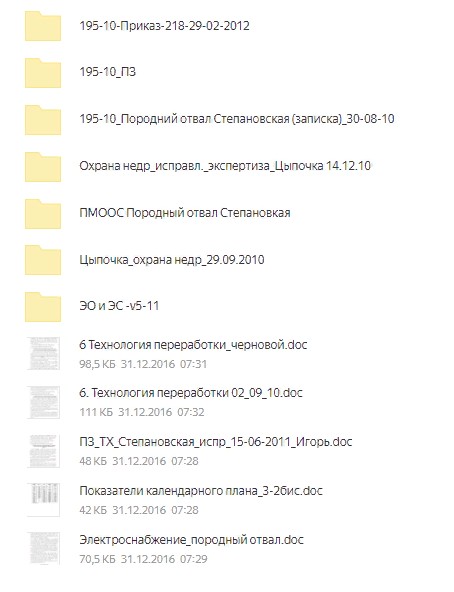 195-10-Приказ-218-29-02-2012
195-10_ПЗ
195-10_Породний отвал Степановская (записка)_30-08-10
Охрана недр_исправл._экспертиза_Цыпочка 14.12.10
ПМООС Породный отвал Степановкая
Цыпочка_охрана недр_29.09.2010
ЭО и ЭС -v5-11
6 Технология переработки_черновой.doc
98,5 КБ 31.12.2016 07:31
6. Технология переработки 02_09_10.doc
111 КБ 31.12.2016 07:32
ПЗ_ТХ_Степановская_испр_15-06-2011_Игорь.doc
48 КБ 31.12.2016 07:28
Показатели календарного плана_3-2бис.doc
42 КБ 31.12.2016 07:28
Электроснабжение_породный отвал.doc
70,5 КБ 31.12.2016 07:29